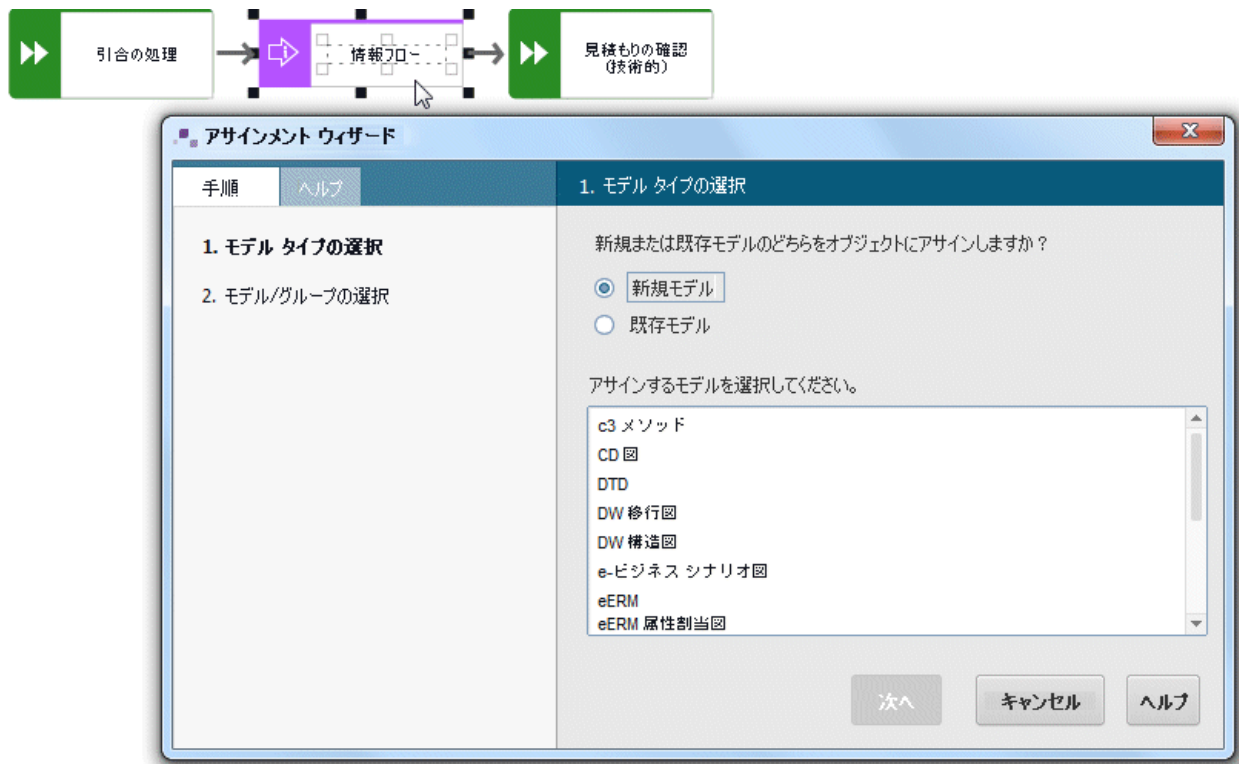 引合の処理
情報フロー
見積もりの確認
(技術的)
アサインメント ウィザード
手順
ヘルプ
1. モデル タイプの選択
2. モデル/グループの選択
1. モデル タイプの選択
新規または既存モデルのどちらをオブジェクトにアサインしますか？
新規モデル
既存モデル
アサインするモデルを選択してください。
c3 メソッド
CD 図
DTD
DW 移行図
DW 構造図
e-ビジネス シナリオ図
eERM
eERM 属性割当図
次へ
キャンセル
ヘルプ